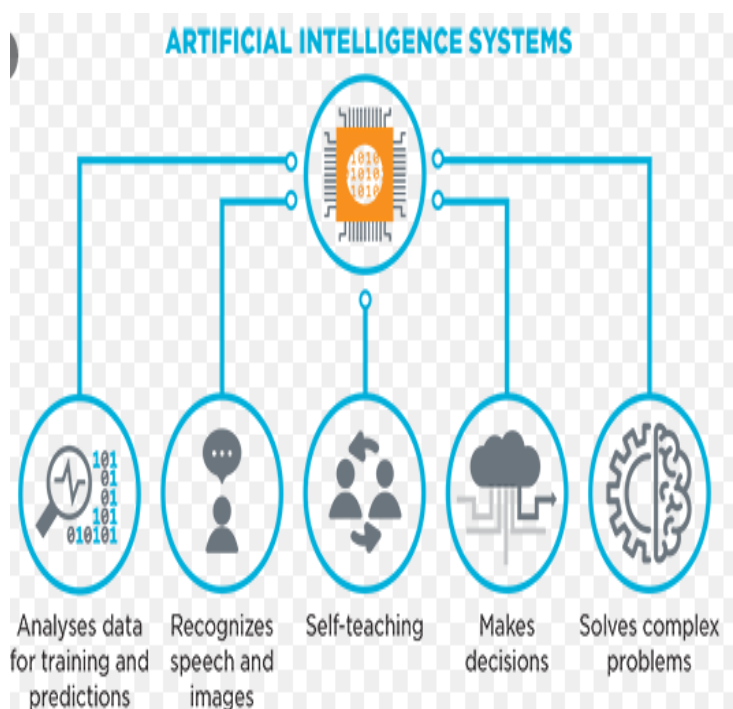 ARTIFICIAL INTELLIGENCE SYSTEMS
1010
1010
1010
101
01
01
101
010101
Analyses data
for training and
predictions
Recognizes
speech and
images
Self-teaching
Makes
decisions
Solves complex
problems